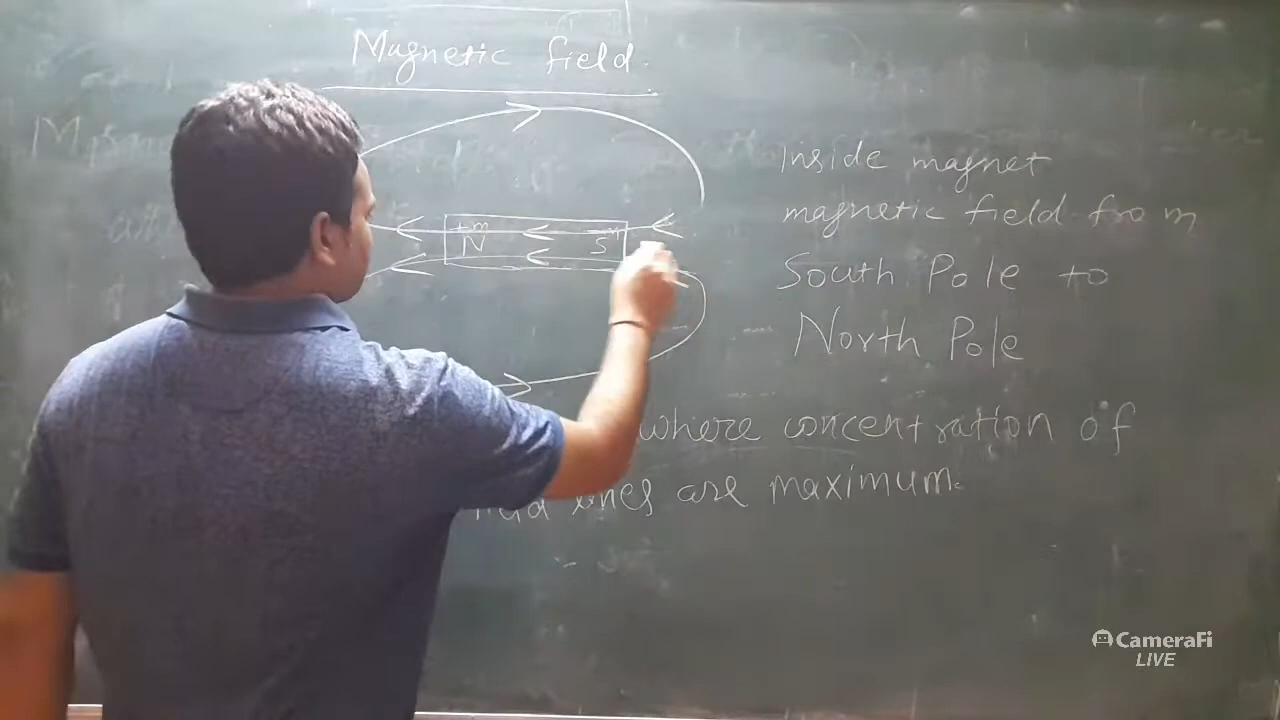 Magnetic field.
+m
N
-m
S
Inside magnet
magnetic field from
South Pole to
North Pole
where concentration of
lines are maximum.
CameraFi
LIVE